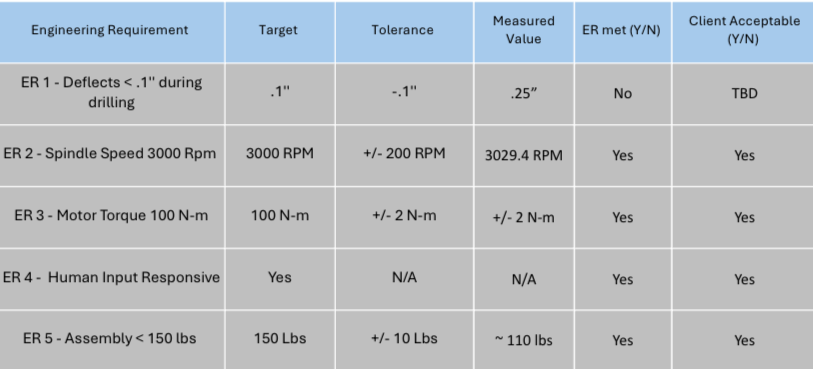 Engineering Requirement Target Tolerance Measured Value ER met (Y/N) Client Acceptable (Y/N)
ER 1 - Deflects < .1" during drilling .1" -.1" .25” No TBD
ER 2 - Spindle Speed 3000 Rpm 3000 RPM +/- 200 RPM 3029.4 RPM Yes Yes
ER 3 - Motor Torque 100 N-m 100 N-m +/- 2 N-m +/- 2 N-m Yes Yes
ER 4 - Human Input Responsive Yes N/A N/A Yes Yes
ER 5 - Assembly < 150 lbs 150 Lbs +/- 10 Lbs ~ 110 lbs Yes Yes